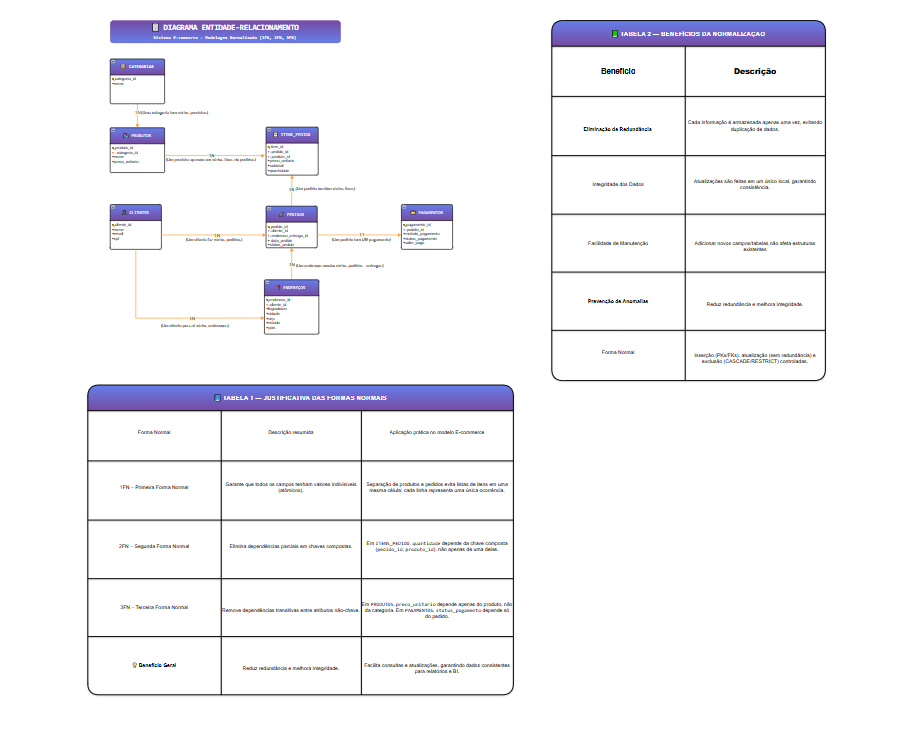 DIAGRAMA ENTIDADE-RELACIONAMENTO
Sistema E-commerce - Modelagem Normalizada (1FN, 2FN, 3FN)
CATEGORIAS
categoria_id
nome
1:N (Uma categoria tem vários produtos.)
PRODUTOS
produto_id
categoria_id
nome
preco_unitario
1:N
(Um produto aparece em vários itens de pedido.)
ITENS_PEDIDO
item_id
pedido_id
produto_id
preco_unitario
subtotal
quantidade
1:N (Um pedido contém vários itens.)
CLIENTES
cliente_id
nome
email
1:N
(Um cliente faz vários pedidos.)
PEDIDOS
pedido_id
cliente_id
endereco_entrega_id
data_pedido
status_pedido
1:1
(Um pedido tem UM pagamento)
PAGAMENTOS
pagamento_id
pedido_id
metodo_pagamento
status_pagamento
valor_pago
1:N (Um endereço recebe vários pedidos - entrega.)
ENDEREÇOS
endereco_id
cliente_id
logradouro
cidade
cep
estado
pais
1:N
(Um cliente possui vários endereços.)
TABELA 2 — BENEFÍCIOS DA NORMALIZAÇÃO
Benefício
Descrição
Eliminação de Redundância
Cada informação é armazenada apenas uma vez, evitando
duplicação de dados.
Integridade dos Dados
Atualizações são feitas em um único local, garantindo
consistência.
Facilidade de Manutenção
Adicionar novos campos/tabelas não afeta estruturas
existentes
Prevenção de Anomalias
Reduz redundância e melhora integridade.
Forma Normal
Inserção (PKs/FKs), atualização (sem redundância) e
exclusão (CASCADE/RESTRICT) controladas.
TABELA 1 — JUSTIFICATIVA DAS FORMAS NORMAIS
Forma Normal
Descrição resumida
Aplicação prática no modelo E-commerce
1FN – Primeira Forma Normal
Garante que todos os campos tenham valores indivisíveis
(atômicos).
Separação de produtos e pedidos evita listas de itens em uma
mesma célula; cada linha representa uma única ocorrência.
2FN – Segunda Forma Normal
Elimina dependências parciais em chaves compostas.
Em ITENS_PEDIDO, quantidade depende da chave composta
(pedido_id, produto_id), não apenas de uma delas.
3FN – Terceira Forma Normal
Remove dependências transitivas entre atributos não-chave.
Em PRODUTOS, preco_unitario depende apenas do produto, não
da categoria. Em PAGAMENTOS, status_pagamento depende só
do pedido.
Benefício Geral
Reduz redundância e melhora integridade.
Facilita consultas e atualizações, garantindo dados consistentes
para relatórios e BI.